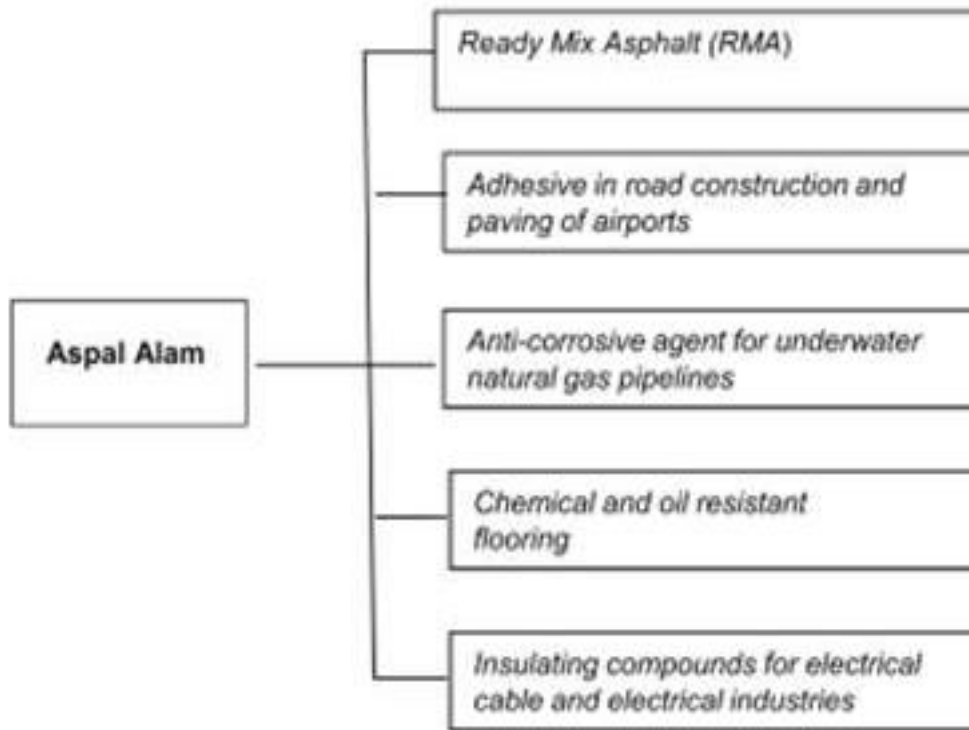 Ready Mix Asphalt (RMA)
Adhesive in road construction and
paving of airports
Aspal Alam
Anti-corrosive agent for underwater
natural gas pipelines
Chemical and oil resistant
flooring
Insulating compounds for electrical
cable and electrical industries